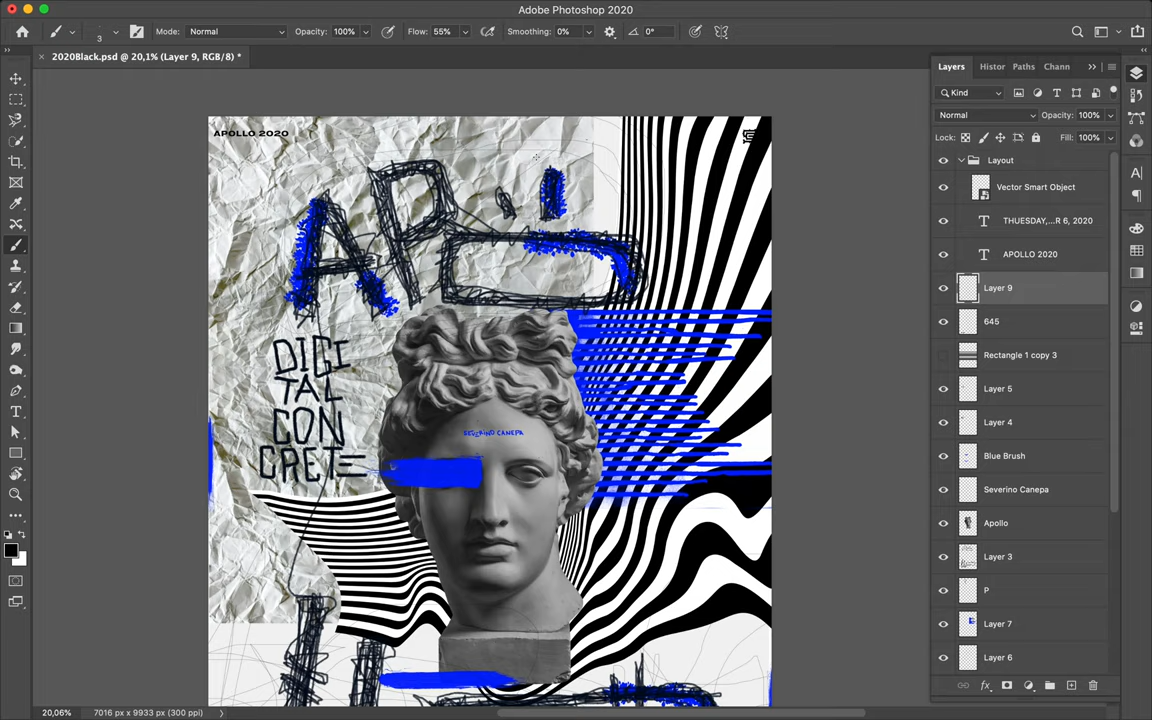 Adobe Photoshop 2020
3
Mode: Normal
Opacity: 100%
Flow: 55%
Smoothing: 0%
0°
2020Black.psd @ 20,1% (Layer 9, RGB/8) *
Layers
Histor
Paths
Chann
Kind
Normal
Opacity: 100%
Lock:
Fill: 100%
Layout
Vector Smart Object
THUESDAY,...R 6, 2020
APOLLO 2020
Layer 9
645
Rectangle 1 copy 3
Layer 5
Layer 4
Blue Brush
Severino Canepa
Apollo
Layer 3
P
Layer 7
Layer 6
APOLLO 2020
AP
DIGI
TAL
CON
CRETE
SEVERINO CANEPA
20,06%
7016 px x 9933 px (300 ppi)